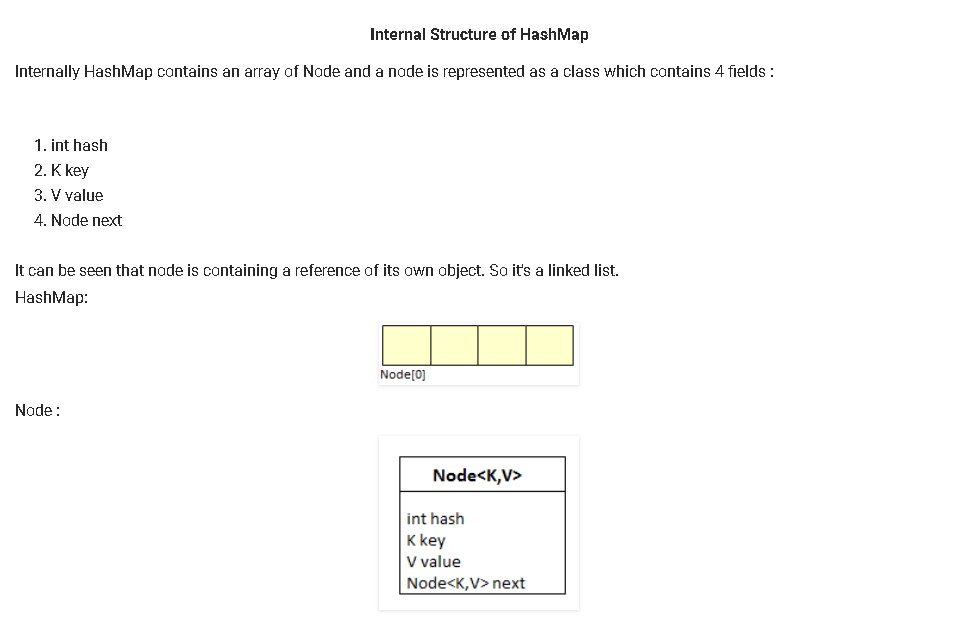 Internal Structure of HashMap
Internally HashMap contains an array of Node and a node is represented as a class which contains 4 fields :
1. int hash
2. K key
3. V value
4. Node next
It can be seen that node is containing a reference of its own object. So it's a linked list.
HashMap:
Node[0]
Node :
Node<K,V>
int hash
K key
V value
Node<K,V> next